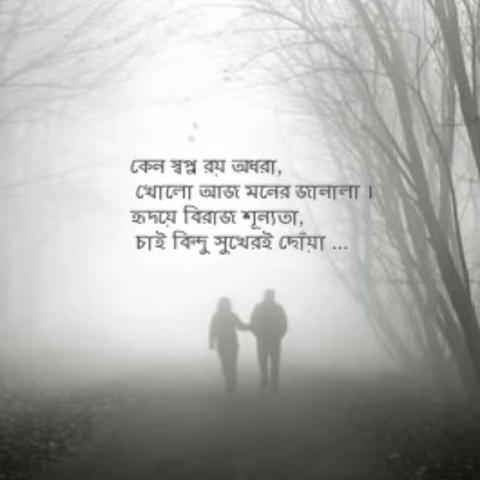 কেন স্বপ্ন রয় অধরা,
খোলো আজ মনের জানালা ।
হৃদয়ে বিরাজ শূন্যতা,
চাই বিন্দু সুখেরই ছোঁয়া ...